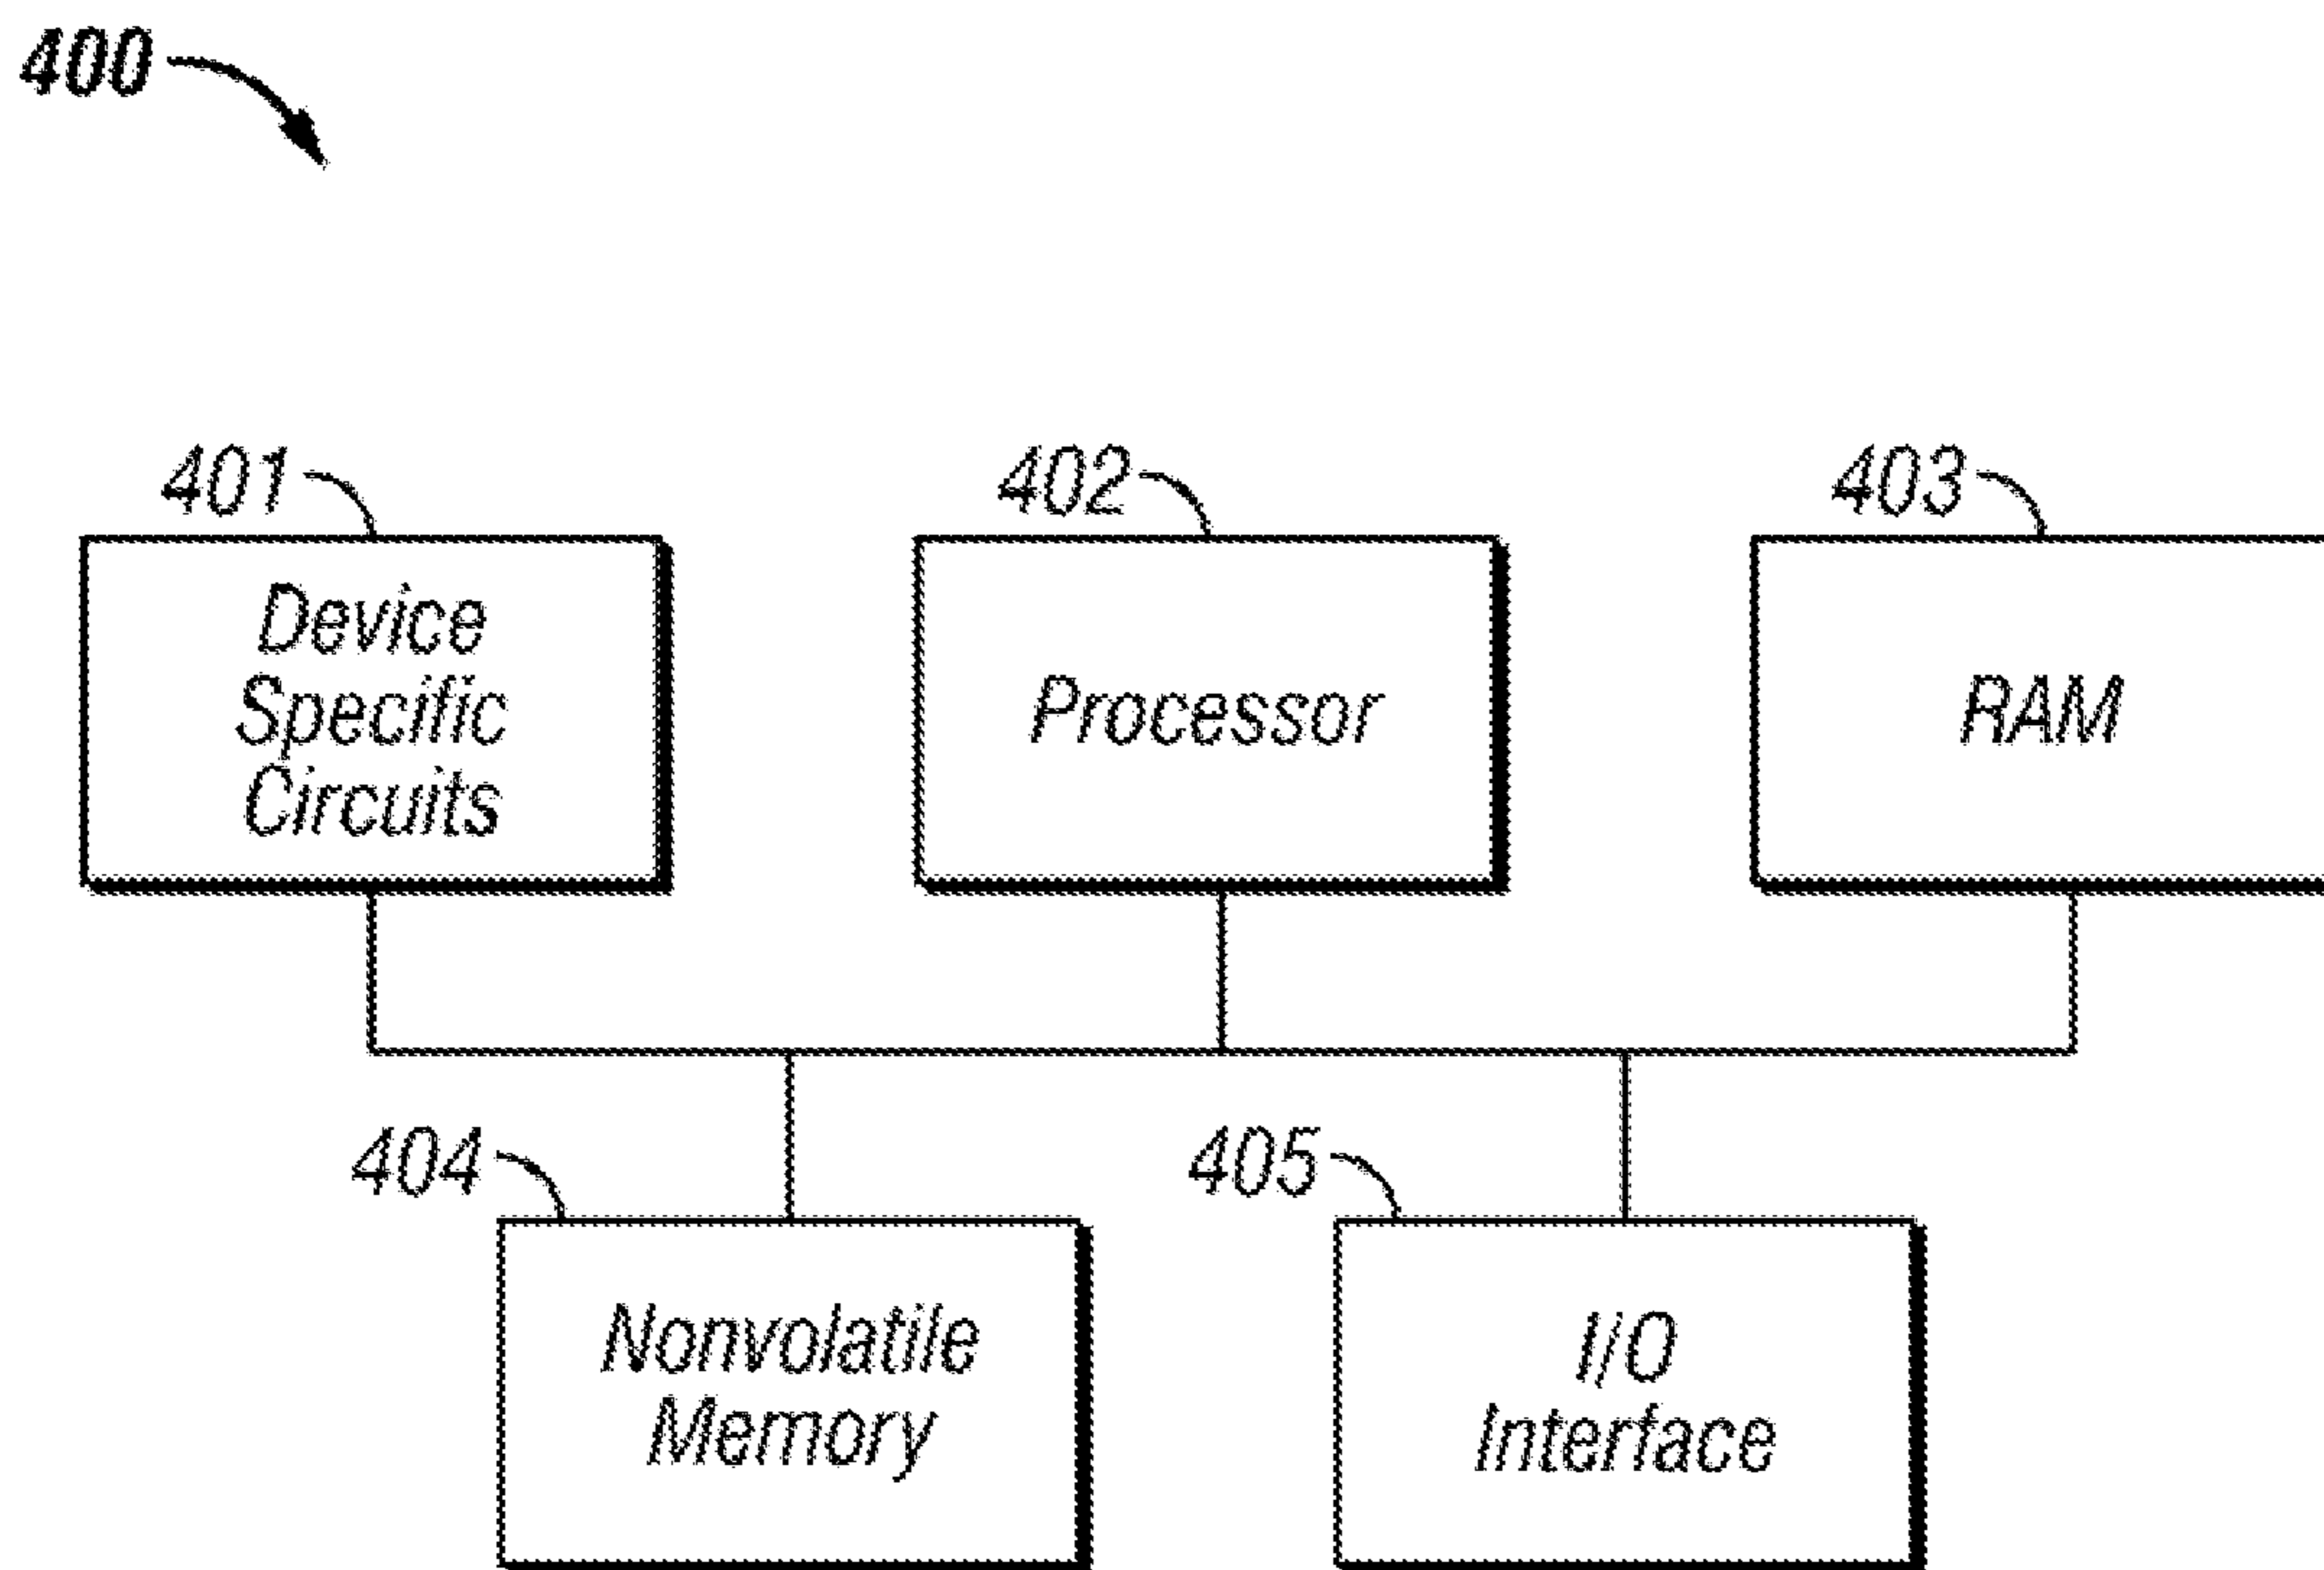 400
401
402
403
Device
Specific
Circuits
Processor
RAM
404
405
Nonvolatile
Memory
I/O
Interface